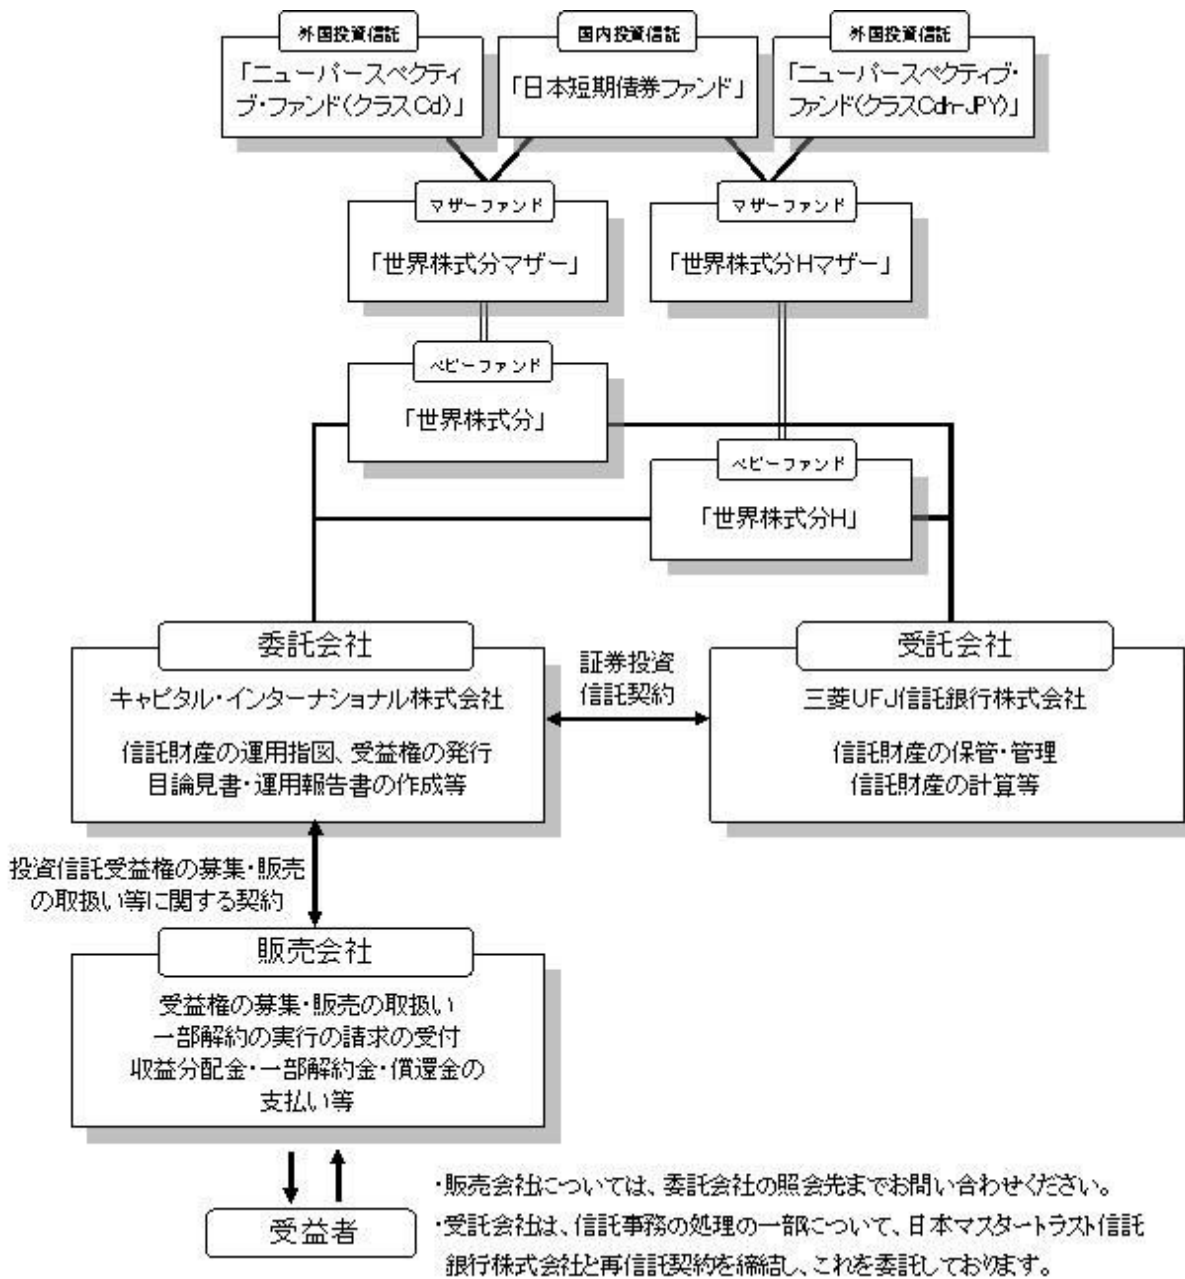 外国投資信託
国内投資信託
外国投資信託
「ニューパースペクティ
ブ・ファンド(クラスCd)」
「日本短期債券ファンド」
「ニューパースペクティブ・
ファンド(クラスCdh-JPY)」
マザーファンド
マザーファンド
「世界株式分マザー」
「世界株式分Hマザー」
ベビーファンド
「世界株式分」
ベビーファンド
「世界株式分H」
委託会社
キャピタル・インターナショナル株式会社
信託財産の運用指図、受益権の発行
目論見書・運用報告書の作成等
証券投資
信託契約
受託会社
三菱UFJ信託銀行株式会社
信託財産の保管・管理
信託財産の計算等
投資信託受益権の募集・販売
の取扱い等に関する契約
販売会社
受益権の募集・販売の取扱い
一部解約の実行の請求の受付
収益分配金・一部解約金・償還金の
支払い等
受益者
・販売会社については、委託会社の照会先までお問い合わせください。
・受託会社は、信託事務の処理の一部について、日本マスタートラスト信託
銀行株式会社と再信託契約を締結し、これを委託しております。